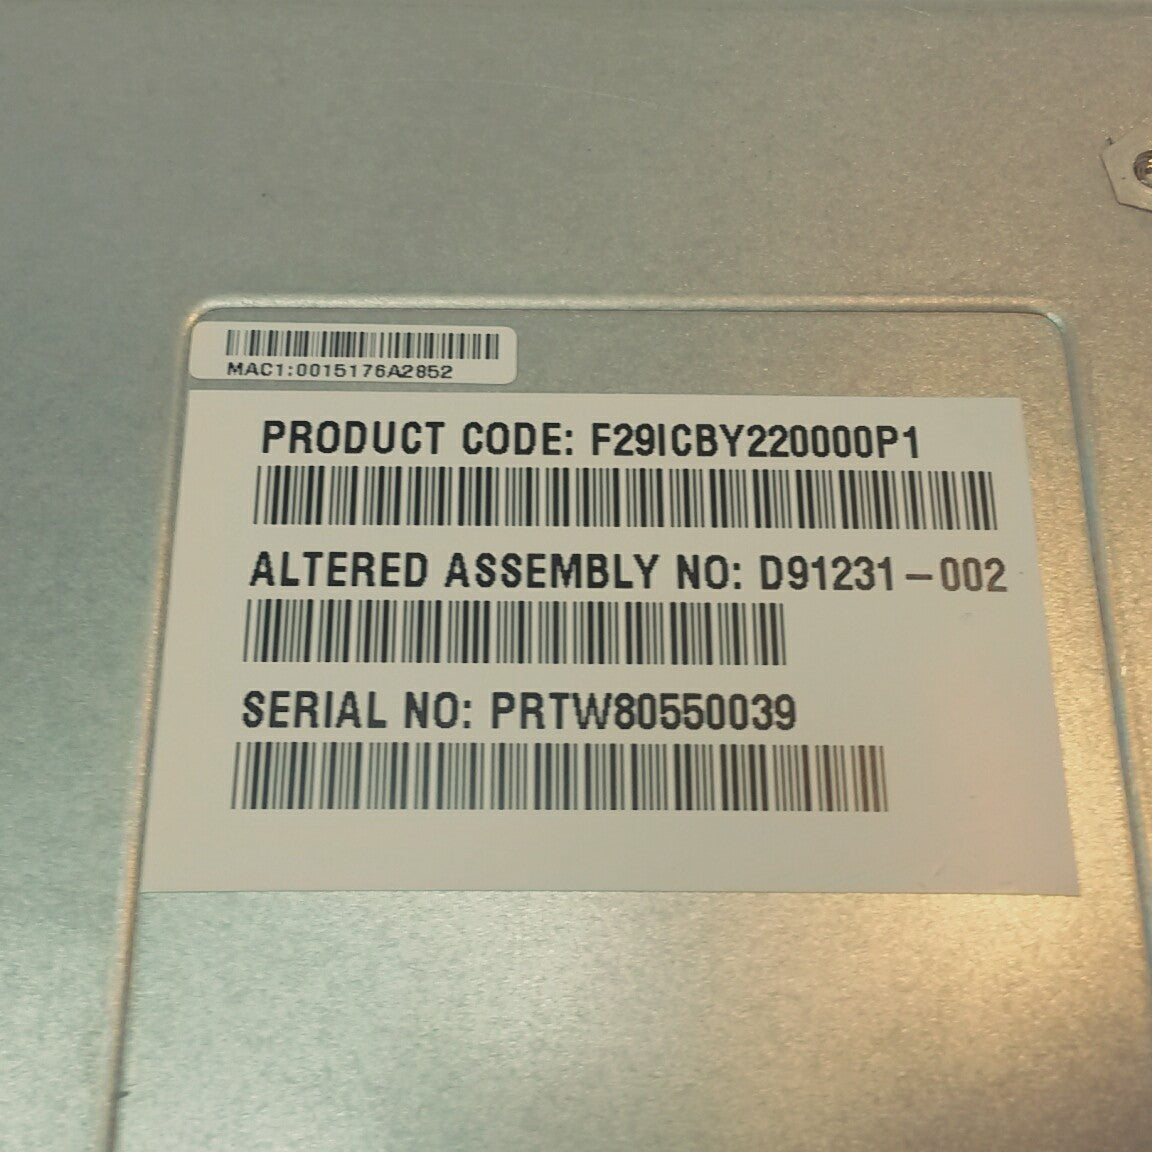 MAC1:0015176A2852
PRODUCT CODE: F29ICBY220000P1
ALTERED ASSEMBLY NO: D91231-002
SERIAL NO: PRTW80550039